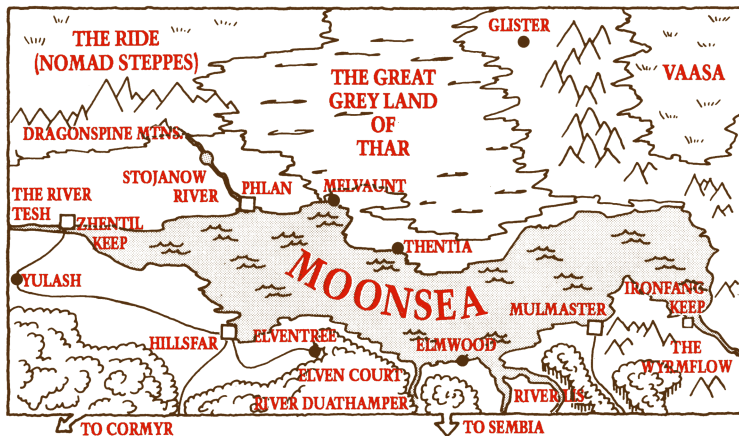 GLISTER
THE RIDE
(NOMAD STEPPES)
THE GREAT
GREY LAND
OF
THAR
VAASA
DRAGONSPINE MTNS.
STOJANOW
RIVER
PHLAN
MELVAUNT
THE RIVER
TESH
ZHENTIL
KEEP
THENTIA
YULASH
MOONSEA
IRONFANG
KEEP
MULMASTER
HILLSFAR
ELVENTREE
ELMWOOD
THE
WYRMFLOW
ELVEN COURT
RIVER DUATHAMPER
RIVER LIS
TO CORMYR
TO SEMBIA